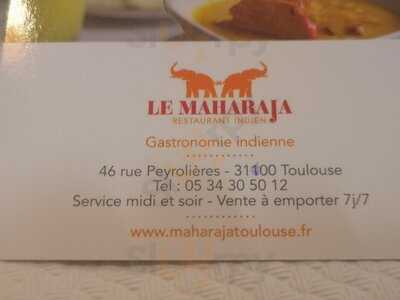 LE MAHARAJA
RESTAURANT INDIEN
Gastronomie indienne
46 rue Peyrolières - 31100 Toulouse
Tél : 05 34 30 50 12
Service midi et soir - Vente à emporter 7j/7
www.maharajatoulouse.fr